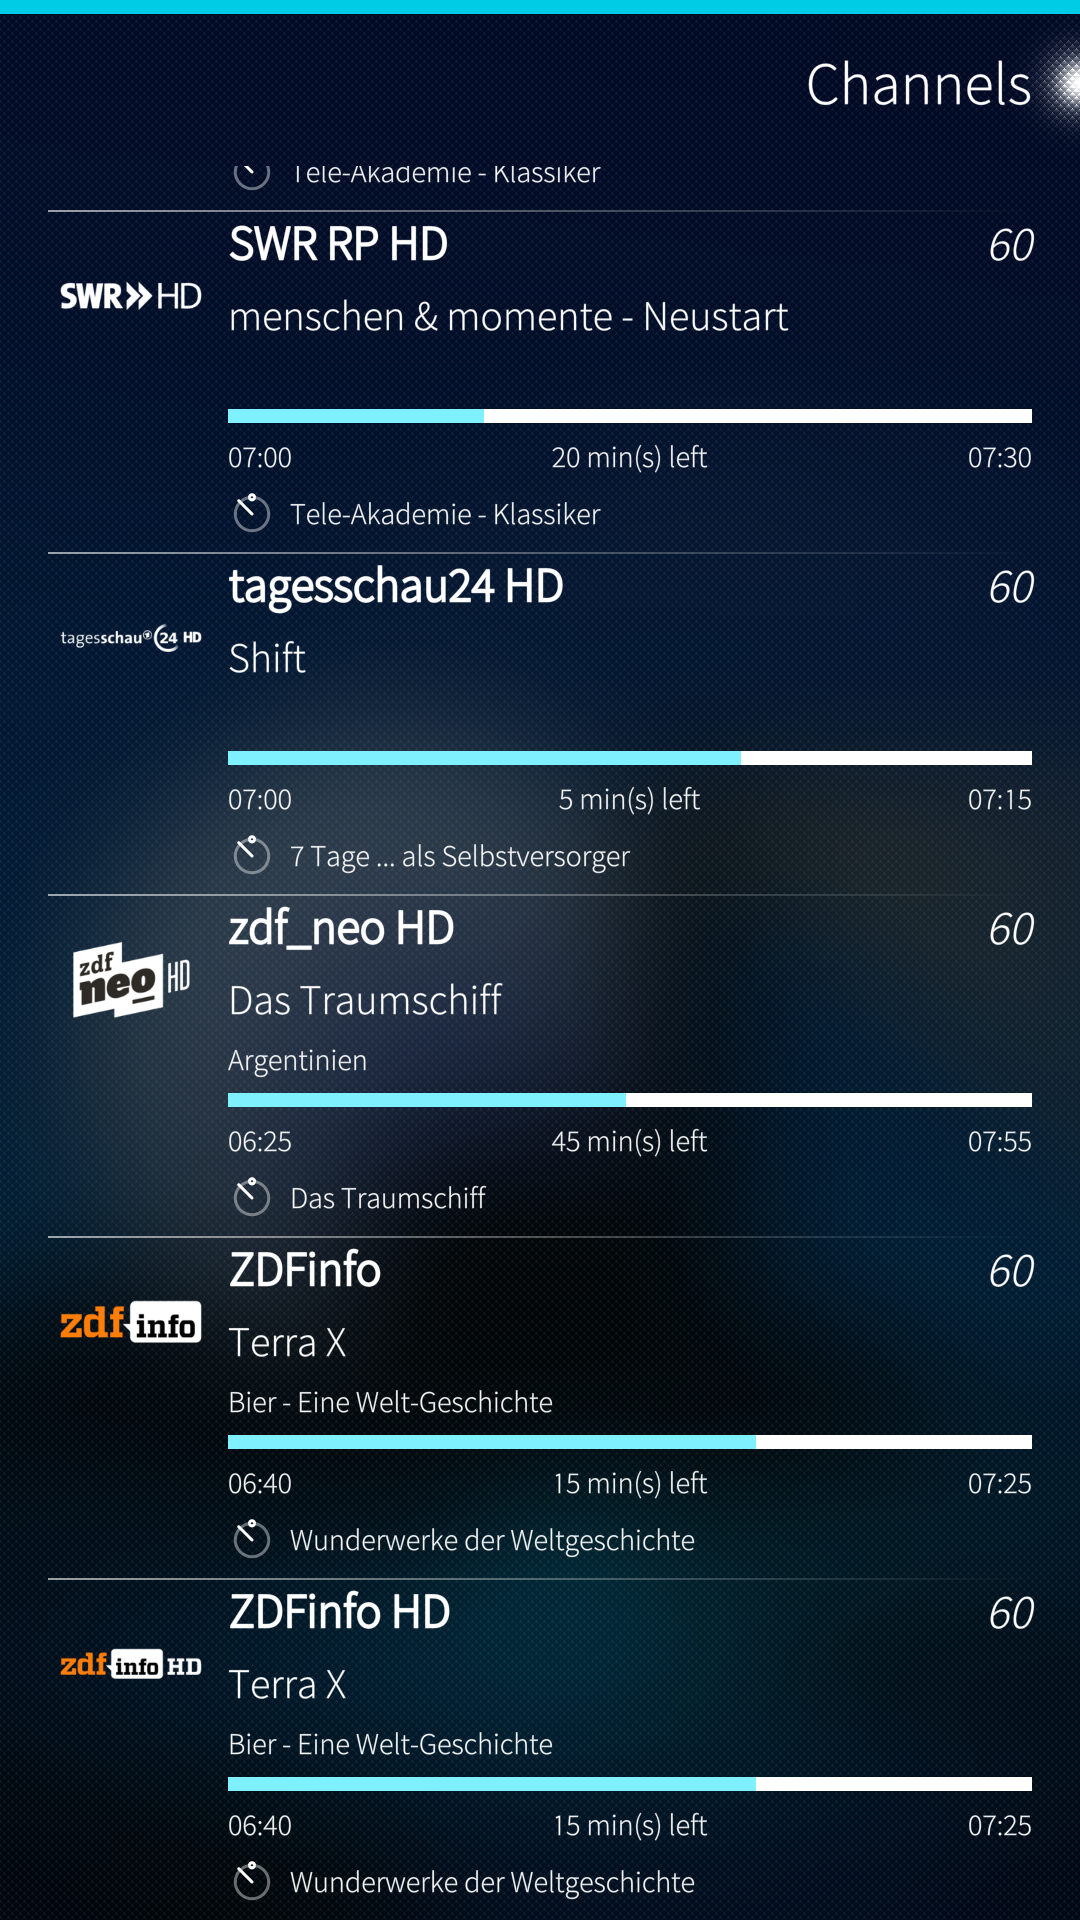 Channels
Tele-Akademie - Klassiker
SWR RP HD
60
SWR HD
menschen & momente - Neustart
07:00
20 min(s) left
07:30
Tele-Akademie - Klassiker
tagesschau24 HD
60
tagesschau 24 HD
Shift
07:00
5 min(s) left
07:15
7 Tage ... als Selbstversorger
zdf_neo HD
60
zdf
neo HD
Das Traumschiff
Argentinien
06:25
45 min(s) left
07:55
Das Traumschiff
ZDFinfo
60
zdf info
Terra X
Bier - Eine Welt-Geschichte
06:40
15 min(s) left
07:25
Wunderwerke der Weltgeschichte
ZDFinfo HD
60
zdf info HD
Terra X
Bier - Eine Welt-Geschichte
06:40
15 min(s) left
07:25
Wunderwerke der Weltgeschichte